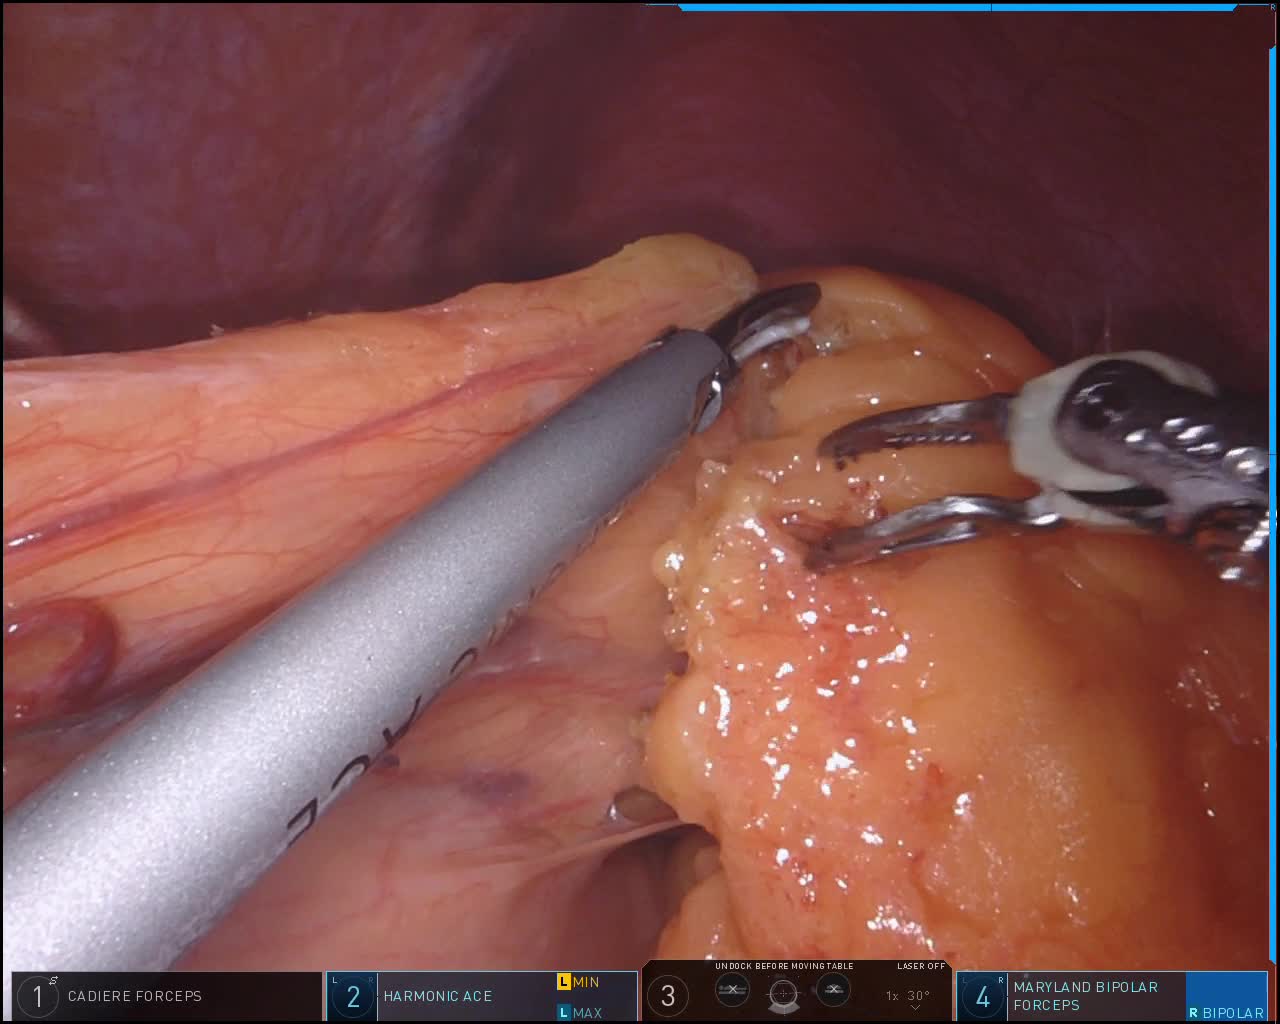 R
UNDOCK BEFORE MOVING TABLE LASER OFF
1 CADIERE FORCEPS
L R
2 HARMONIC ACE
L MIN
L MAX
3
1x 30°
L R
4 MARYLAND BIPOLAR
FORCEPS
R BIPOLAR